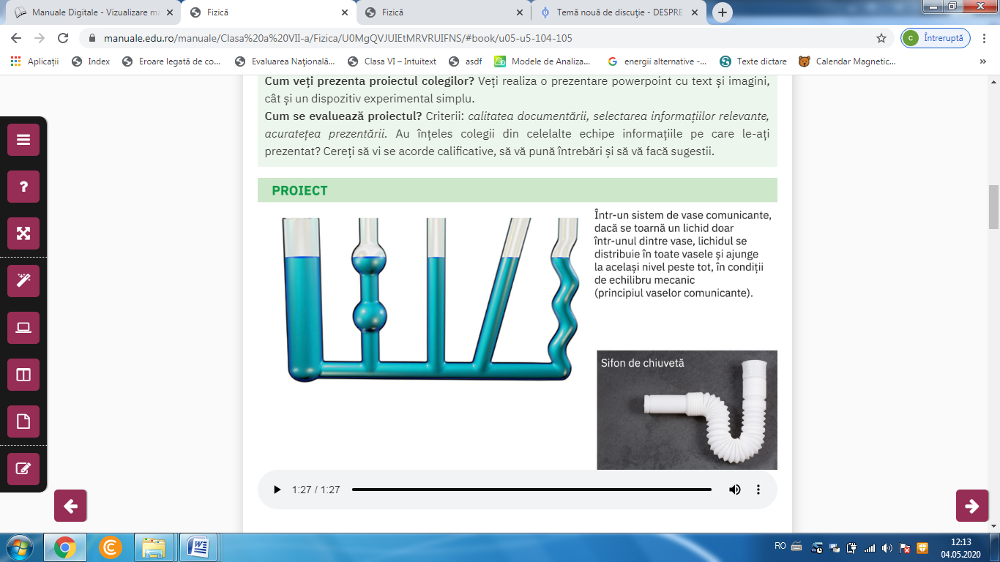 Manuale Digitale - Vizualizare ma
Fizică
Fizică
Temă nouă de discuţie - DESPRE
manuale.edu.ro/manuale/Clasa%20a%20VII-a/Fizica/U0MgQVJUIEtMRVRUIFNS/#book/u05-u5-104-105
c
Întreruptă
Aplicații
Index
Eroare legată de co...
Evaluarea Naţională...
Clasa VI – Intuitext
asdf
Modele de Analiza...
energii alternative -...
Texte dictare
Calendar Magnetic...
»
Cum veți prezenta proiectul colegilor? Veți realiza o prezentare powerpoint cu text și imagini,
cât și un dispozitiv experimental simplu.
Cum se evaluează proiectul? Criterii: calitatea documentării, selectarea informațiilor relevante,
acuratețea prezentării. Au înțeles colegii din celelalte echipe informațiile pe care le-ați
prezentat? Cereți să vi se acorde calificative, să vă pună întrebări și să vă facă sugestii.
PROIECT
Într-un sistem de vase comunicante,
dacă se toarnă un lichid doar
într-unul dintre vase, lichidul se
distribuie în toate vasele și ajunge
la același nivel peste tot, în condiții
de echilibru mecanic
(principiul vaselor comunicante).
Sifon de chiuvetă
1:27 / 1:27
RO
12:13
04.05.2020